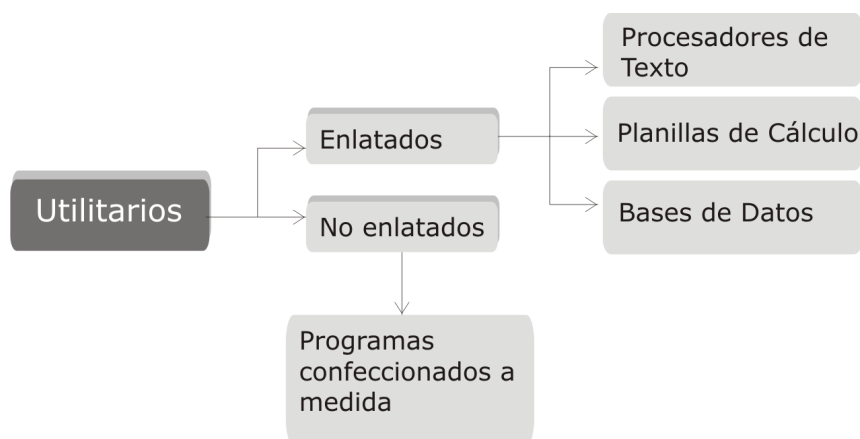 Utilitarios
Enlatados
No enlatados
Procesadores de
Texto
Planillas de Cálculo
Bases de Datos
Programas
confeccionados a
medida